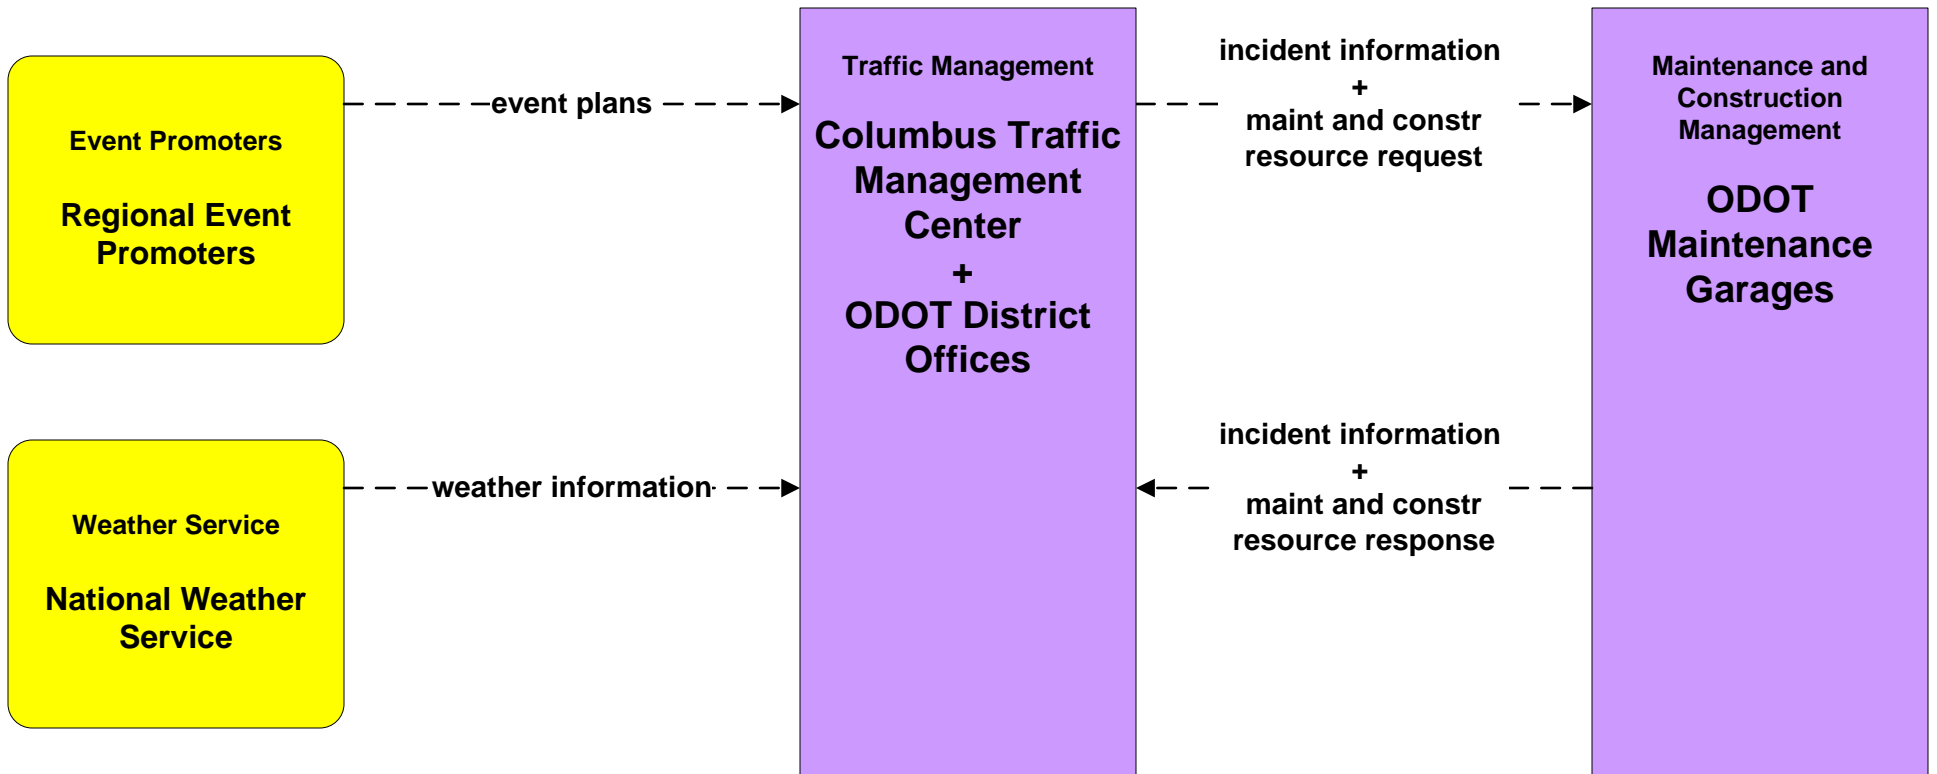 Event Promoters
Regional Event
Promoters
event plans
Weather Service
National Weather
Service
weather information
Traffic Management
Columbus Traffic
Management
Center
+
ODOT District
Offices
incident information
+
maint and constr
resource request
incident information
+
maint and constr
resource response
Maintenance and
Construction
Management
ODOT
Maintenance
Garages